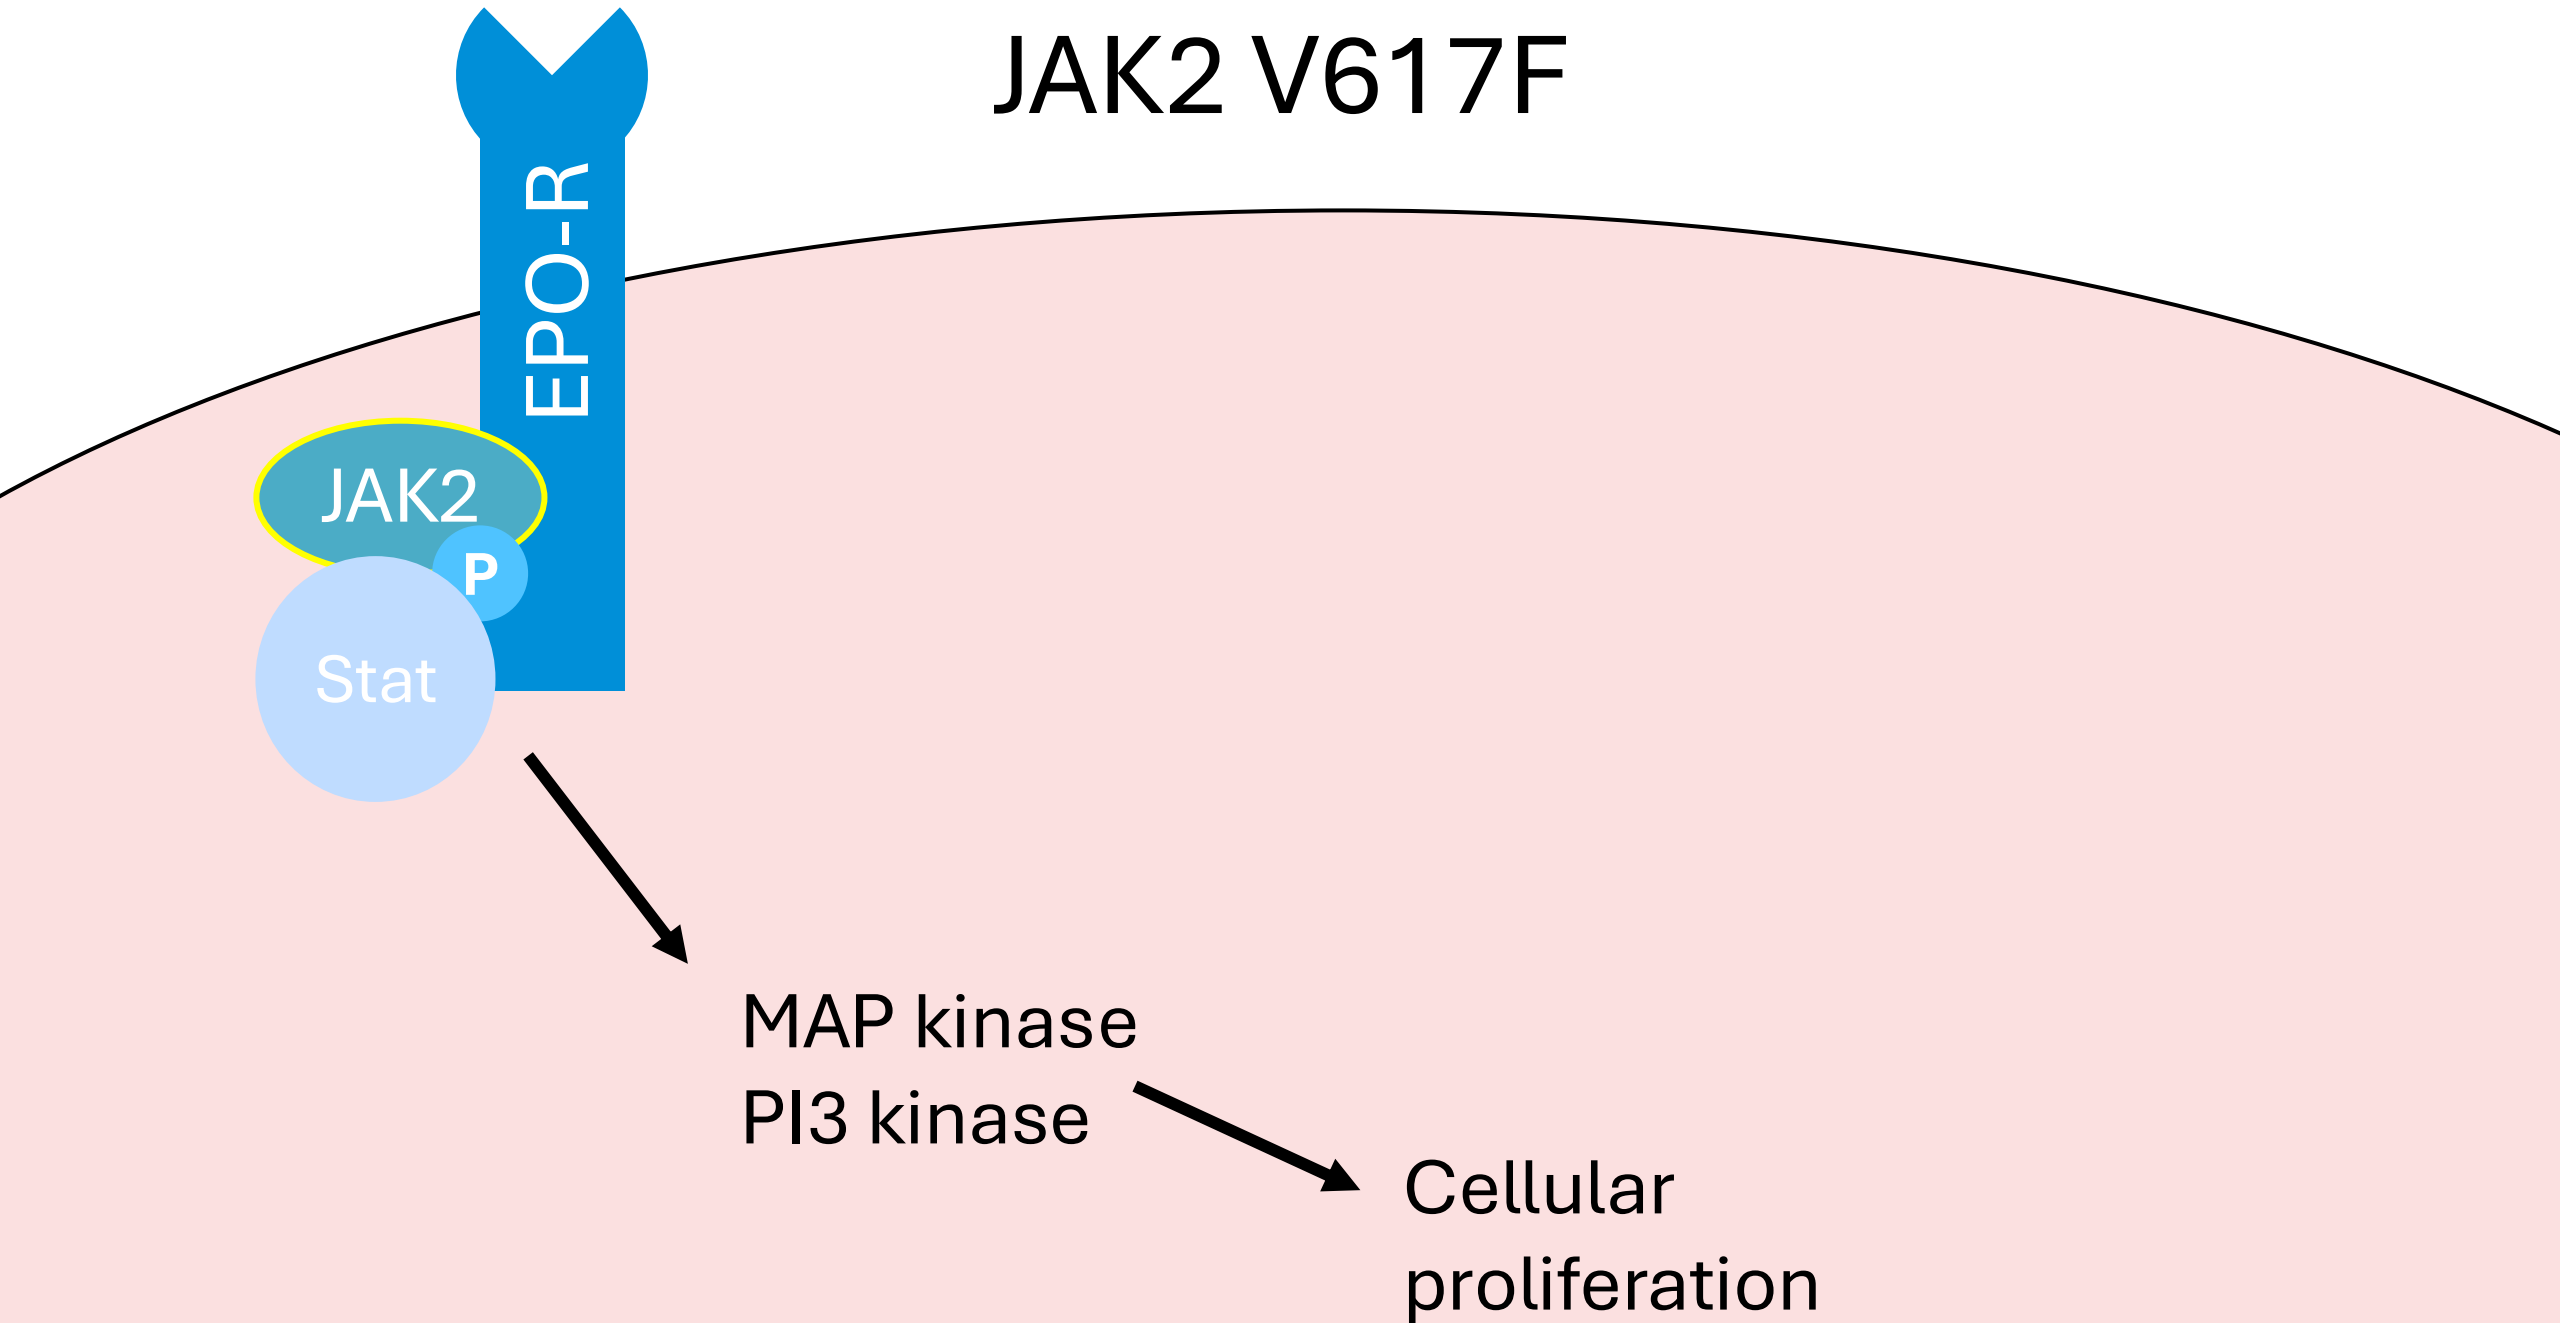 JAK2 V617F
EPO-R
JAK2
P
Stat
MAP kinase
PI3 kinase
Cellular
proliferation